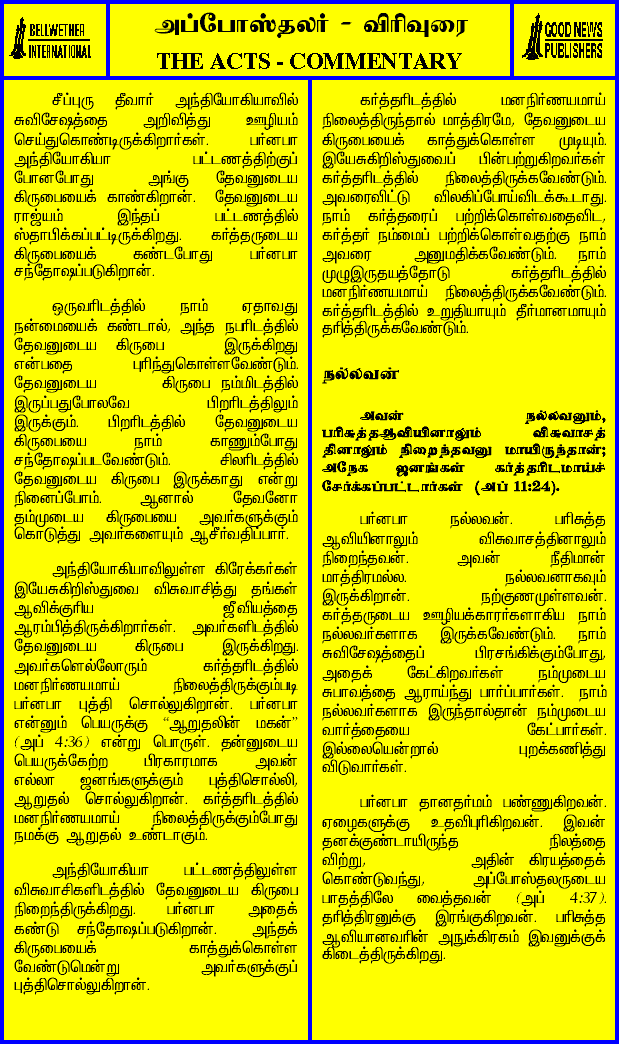 BELLWETHER
INTERNATIONAL
அப்போஸ்தலர் - விரிவுரை
THE ACTS - COMMENTARY
GOOD NEWS
PUBLISHERS
சீப்புரு தீவார் அந்தியோகியாவில்
சுவிசேஷத்தை அறிவித்து ஊழியம்
செய்துகொண்டிருக்கிறார்கள். பர்னபா
அந்தியோகியா பட்டணத்திற்குப்
போனபோது அங்கு தேவனுடைய
கிருபையைக் காண்கிறான். தேவனுடைய
ராஜ்யம் இந்தப் பட்டணத்தில்
ஸ்தாபிக்கப்பட்டிருக்கிறது. கர்த்தருடைய
கிருபையைக் கண்டபோது பர்னபா
சந்தோஷப்படுகிறான்.
ஒருவரிடத்தில் நாம் ஏதாவது
நன்மையைக் கண்டால், அந்த நபரிடத்தில்
தேவனுடைய கிருபை இருக்கிறது
என்பதை புரிந்துகொள்ளவேண்டும்.
தேவனுடைய கிருபை நம்மிடத்தில்
இருப்பதுபோலவே பிறரிடத்திலும்
இருக்கும். பிறரிடத்தில் தேவனுடைய
கிருபையை நாம் காணும்போது
சந்தோஷப்படவேண்டும். சிலரிடத்தில்
தேவனுடைய கிருபை இருக்காது என்று
நினைப்போம். ஆனால் தேவனோ
தம்முடைய கிருபையை அவர்களுக்கும்
கொடுத்து அவர்களையும் ஆசீர்வதிப்பார்.
அந்தியோகியாவிலுள்ள கிரேக்கர்கள்
இயேசுகிறிஸ்துவை விசுவாசித்து தங்கள்
ஆவிக்குரிய ஜீவியத்தை
ஆரம்பித்திருக்கிறார்கள். அவர்களிடத்தில்
தேவனுடைய கிருபை இருக்கிறது.
அவர்களெல்லோரும் கர்த்தரிடத்தில்
மனநிர்ணயமாய் நிலைத்திருக்கும்படி
பர்னபா புத்தி சொல்லுகிறான். பர்னபா
என்னும் பெயருக்கு “ஆறுதலின் மகன்”
(அப் 4:36) என்று பொருள். தன்னுடைய
பெயருக்கேற்ற பிரகாரமாக அவன்
எல்லா ஜனங்களுக்கும் புத்திசொல்லி,
ஆறுதல் சொல்லுகிறான். கர்த்தரிடத்தில்
மனநிர்ணயமாய் நிலைத்திருக்கும்போது
நமக்கு ஆறுதல் உண்டாகும்.
அந்தியோகியா பட்டணத்திலுள்ள
விசுவாசிகளிடத்தில் தேவனுடைய கிருபை
நிறைந்திருக்கிறது. பர்னபா அதைக்
கண்டு சந்தோஷப்படுகிறான். அந்தக்
கிருபையைக் காத்துக்கொள்ள
வேண்டுமென்று அவர்களுக்குப்
புத்திசொல்லுகிறான்.
கர்த்தரிடத்தில் மனநிர்ணயமாய்
நிலைத்திருந்தால் மாத்திரமே, தேவனுடைய
கிருபையைக் காத்துக்கொள்ள முடியும்.
இயேசுகிறிஸ்துவைப் பின்பற்றுகிறவர்கள்
கர்த்தரிடத்தில் நிலைத்திருக்கவேண்டும்.
அவரைவிட்டு விலகிப்போய்விடக்கூடாது.
நாம் கர்த்தரைப் பற்றிக்கொள்வதைவிட,
கர்த்தர் நம்மைப் பற்றிக்கொள்வதற்கு நாம்
அவரை அனுமதிக்கவேண்டும். நாம்
முழுஇருதயத்தோடு கர்த்தரிடத்தில்
மனநிர்ணயமாய் நிலைத்திருக்கவேண்டும்.
கர்த்தரிடத்தில் உறுதியாயும் தீர்மானமாயும்
தரித்திருக்கவேண்டும்.
நல்லவன்
அவன் நல்லவனும்,
பரிசுத்தஆவியினாலும் விசுவாசத்
தினாலும் நிறைந்தவனு மாயிருந்தான்;
அநேக ஜனங்கள் கர்த்தரிடமாய்ச்
சேர்க்கப்பட்டார்கள் (அப் 11:24).
பர்னபா நல்லவன். பரிசுத்த
ஆவியினாலும் விசுவாசத்தினாலும்
நிறைந்தவன். அவன் நீதிமான்
மாத்திரமல்ல. நல்லவனாகவும்
இருக்கிறான். நற்குணமுள்ளவன்.
கர்த்தருடைய ஊழியக்காரர்களாகிய நாம்
நல்லவர்களாக இருக்கவேண்டும். நாம்
சுவிசேஷத்தைப் பிரசங்கிக்கும்போது,
அதைக் கேட்கிறவர்கள் நம்முடைய
சுபாவத்தை ஆராய்ந்து பார்ப்பார்கள். நாம்
நல்லவர்களாக இருந்தால்தான் நம்முடைய
வார்த்தையை கேட்பார்கள்.
இல்லையென்றால் புறக்கணித்து
விடுவார்கள்.
பர்னபா தானதர்மம் பண்ணுகிறவன்.
ஏழைகளுக்கு உதவிபுரிகிறவன். இவன்
தனக்குண்டாயிருந்த நிலத்தை
விற்று, அதின் கிரயத்தைக்
கொண்டுவந்து, அப்போஸ்தலருடைய
பாதத்திலே வைத்தவன் (அப் 4:37).
தரித்திரனுக்கு இரங்குகிறவன். பரிசுத்த
ஆவியானவரின் அநுக்கிரகம் இவனுக்குக்
கிடைத்திருக்கிறது.